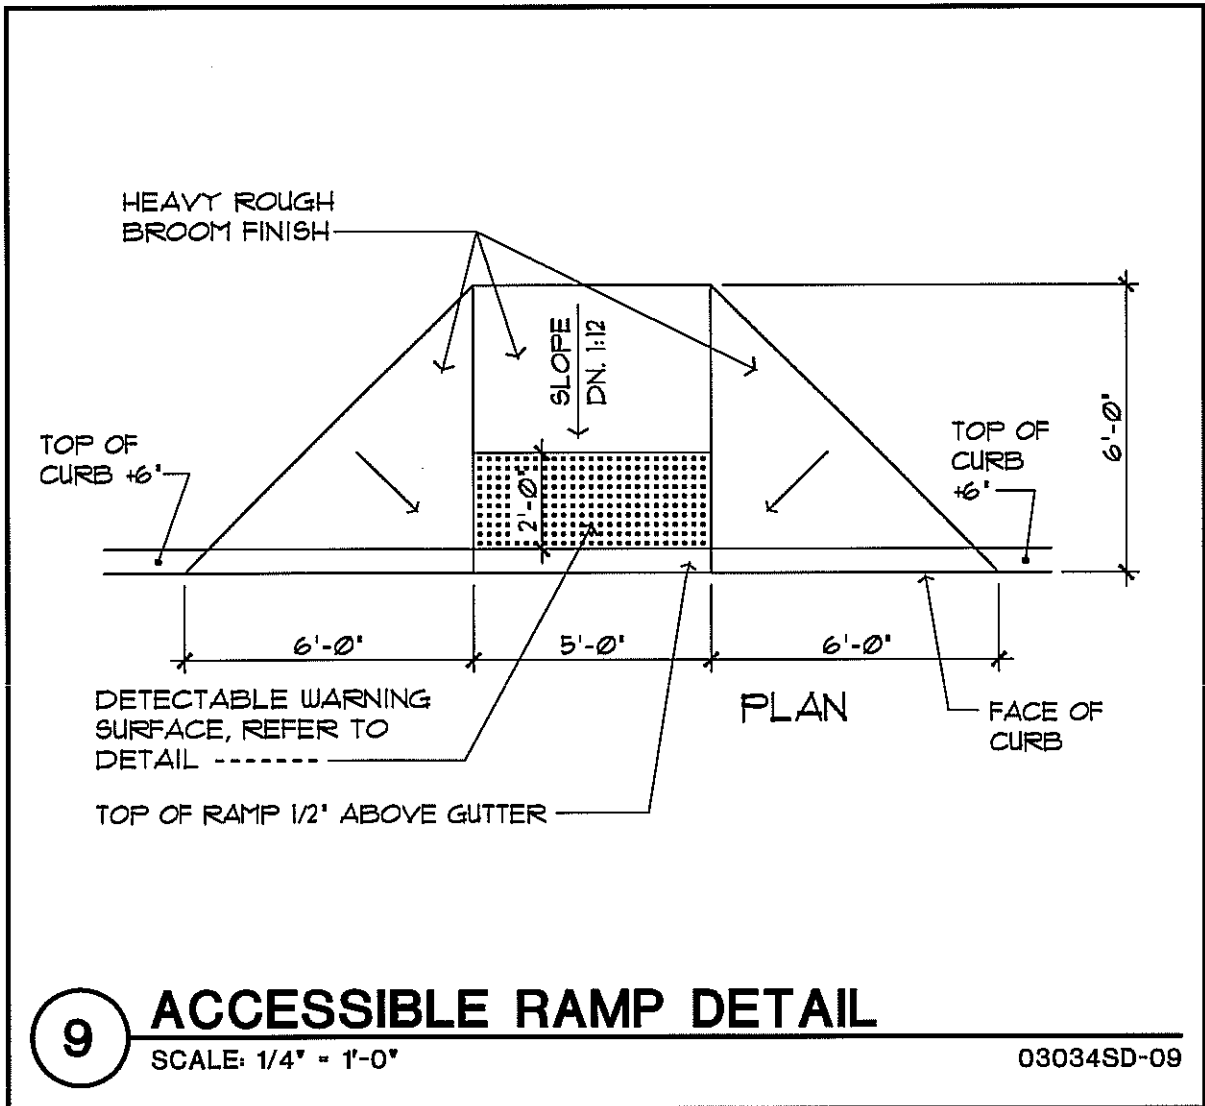 HEAVY ROUGH
BROOM FINISH
SLOPE
DN. 1:12
TOP OF
CURB +6"
TOP OF
CURB
+6"
6'-0"
2'-0"
6'-0"
5'-0"
6'-0"
DETECTABLE WARNING
SURFACE, REFER TO
DETAIL ------
PLAN
FACE OF
CURB
TOP OF RAMP 1/2" ABOVE GUTTER
9
ACCESSIBLE RAMP DETAIL
SCALE: 1/4" = 1'-0"
03034SD-09